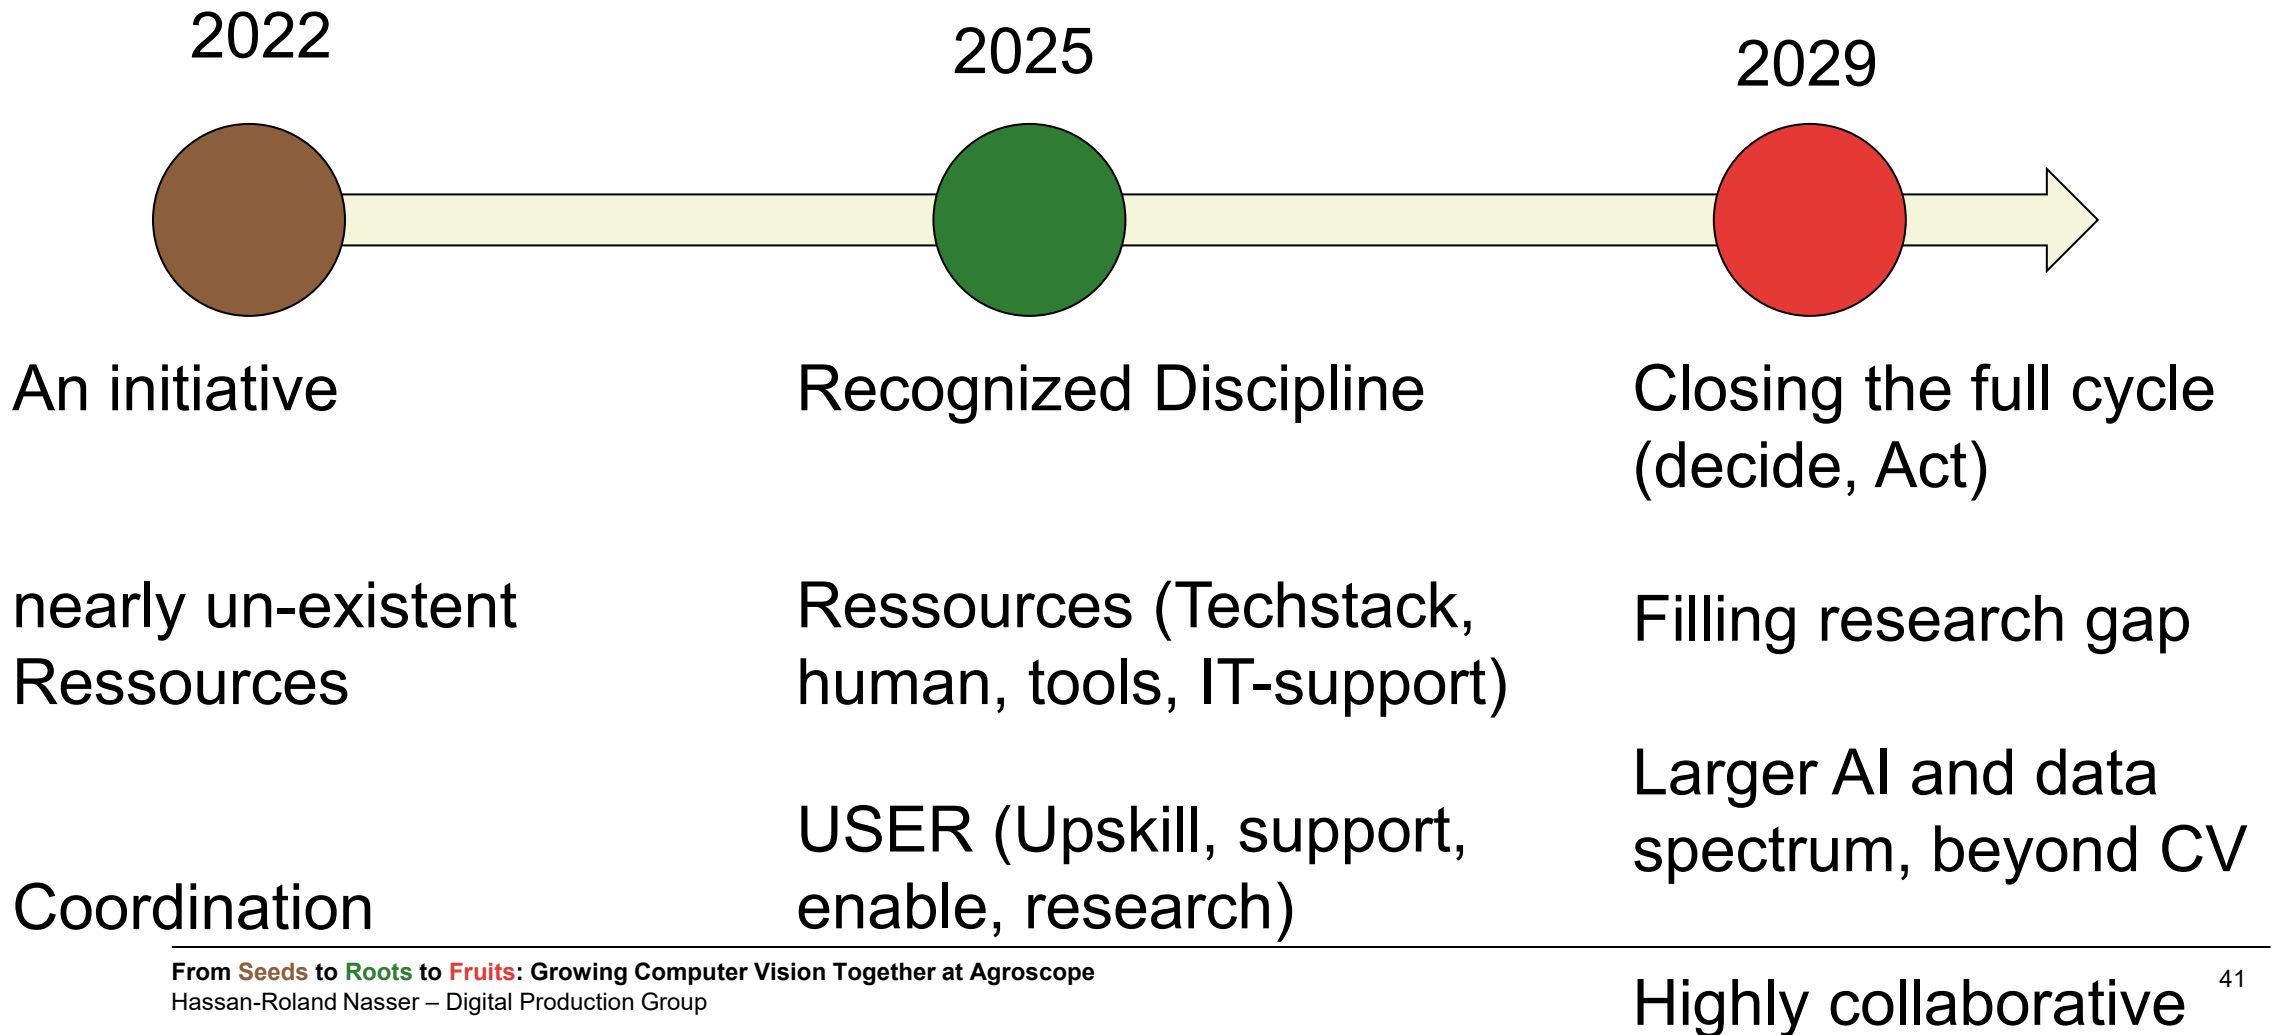 2022
2025
2029
An initiative
nearly un-existent
Ressources
Coordination
Recognized Discipline
Ressources (Techstack,
human, tools, IT-support)
USER (Upskill, support,
enable, research)
Closing the full cycle
(decide, Act)
Filling research gap
Larger AI and data
spectrum, beyond CV
Highly collaborative
From Seeds to Roots to Fruits: Growing Computer Vision Together at Agroscope
Hassan-Roland Nasser – Digital Production Group
41